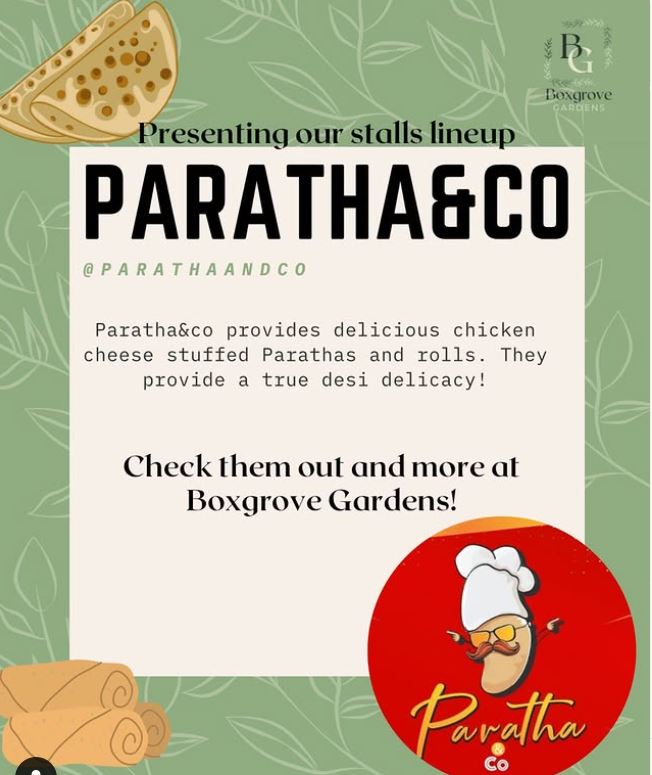 BG
Boxgrove
GARDENS
Presenting our stalls lineup
PARATHA&CO
@PARATHAANDCO
Paratha&co provides delicious chicken
cheese stuffed Parathas and rolls. They
provide a true desi delicacy!
Check them out and more at
Boxgrove Gardens!
Paratha
&
Co